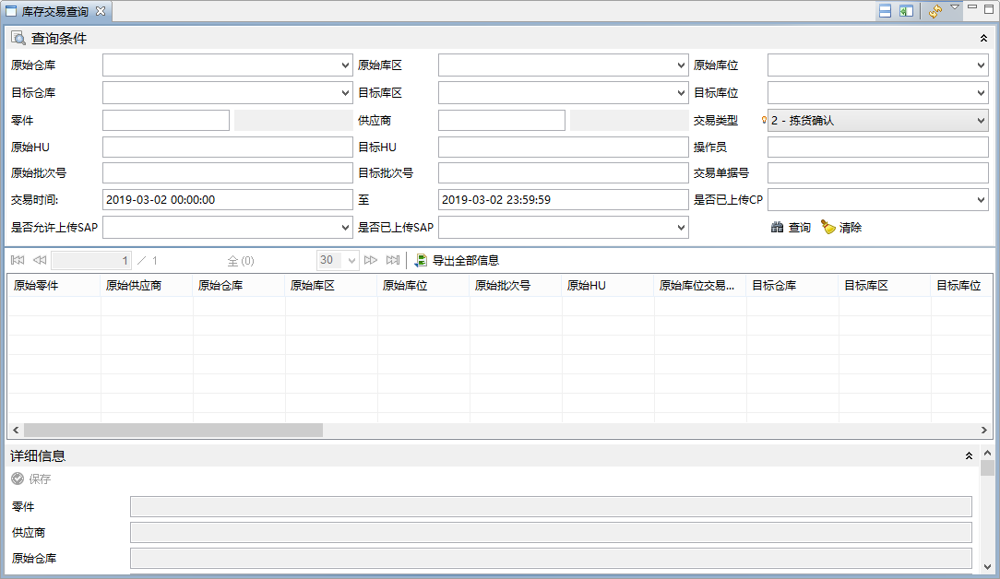 库存交易查询
查询条件
原始仓库 原始库区 原始库位
目标仓库 目标库区 目标库位
零件 供应商 交易类型 2 - 拣货确认
原始HU 目标HU 操作员
原始批次号 目标批次号 交易单据号
交易时间: 2019-03-02 00:00:00 至 2019-03-02 23:59:59 是否已上传CP
是否允许上传SAP 是否已上传SAP 查询 清除
1 / 1 全 (0) 30 导出全部信息
原始零件 原始供应商 原始仓库 原始库区 原始库位 原始批次号 原始HU 原始库位交易... 目标仓库 目标库区 目标库位
详细信息
保存
零件
供应商
原始仓库